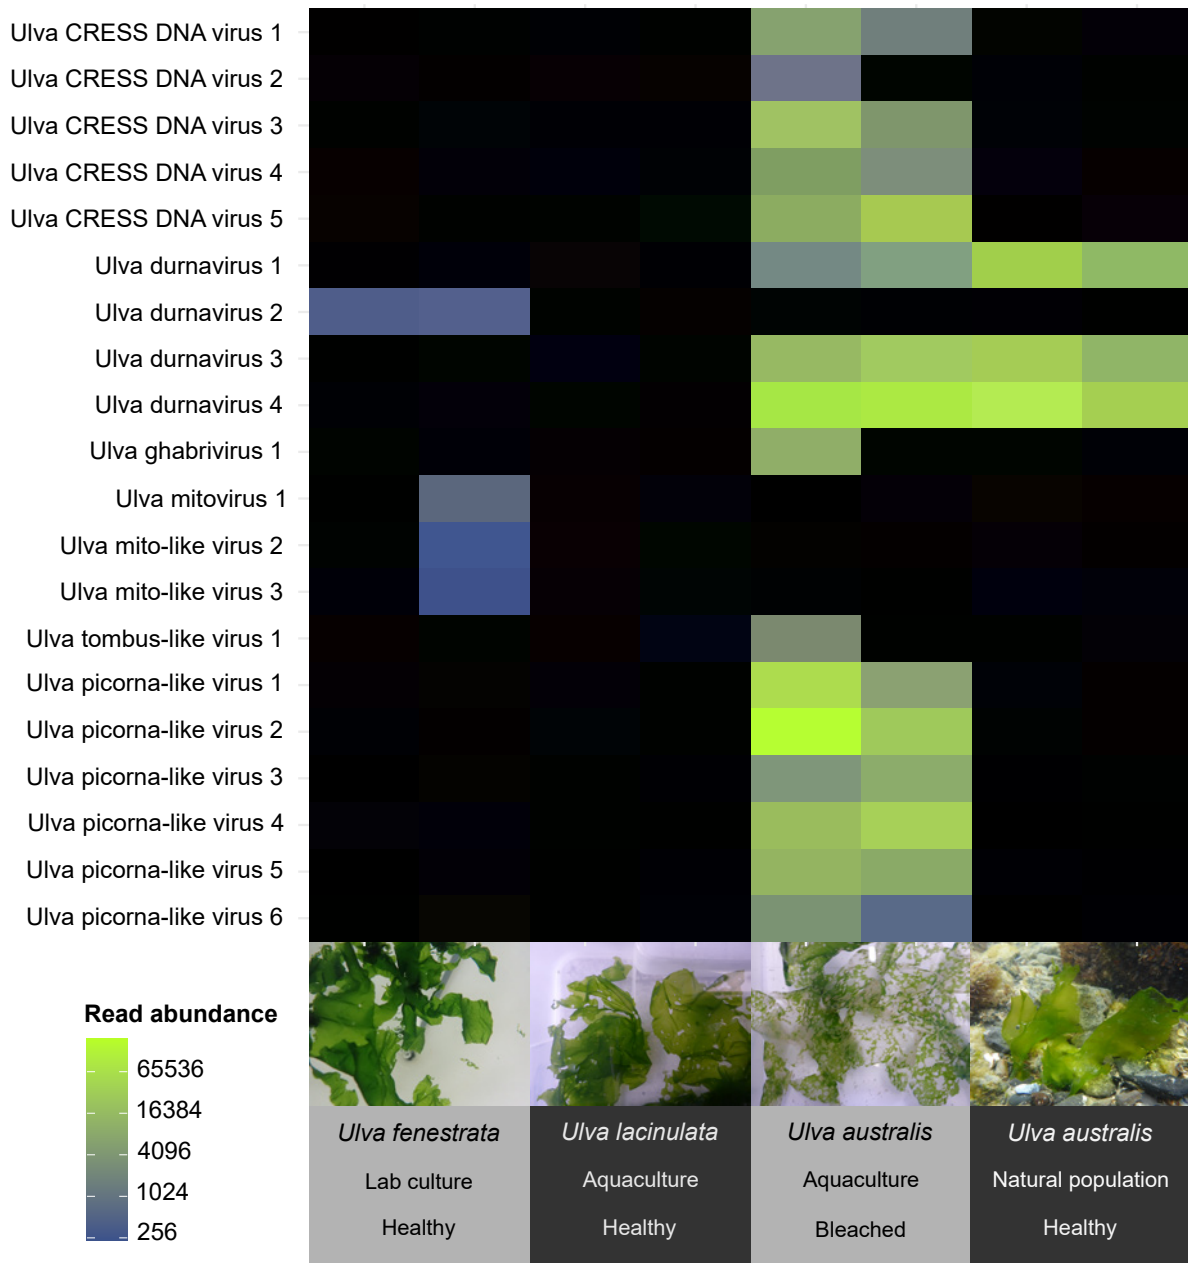 Ulva CRESS DNA virus 1
Ulva CRESS DNA virus 2
Ulva CRESS DNA virus 3
Ulva CRESS DNA virus 4
Ulva CRESS DNA virus 5
Ulva durnavirus 1
Ulva durnavirus 2
Ulva durnavirus 3
Ulva durnavirus 4
Ulva ghabrivirus 1
Ulva mitovirus 1
Ulva mito-like virus 2
Ulva mito-like virus 3
Ulva tombus-like virus 1
Ulva picorna-like virus 1
Ulva picorna-like virus 2
Ulva picorna-like virus 3
Ulva picorna-like virus 4
Ulva picorna-like virus 5
Ulva picorna-like virus 6
Read abundance
65536
16384
4096
1024
256
Ulva fenestrata
Lab culture
Healthy
Ulva lacinulata
Aquaculture
Healthy
Ulva australis
Aquaculture
Bleached
Ulva australis
Natural population
Healthy